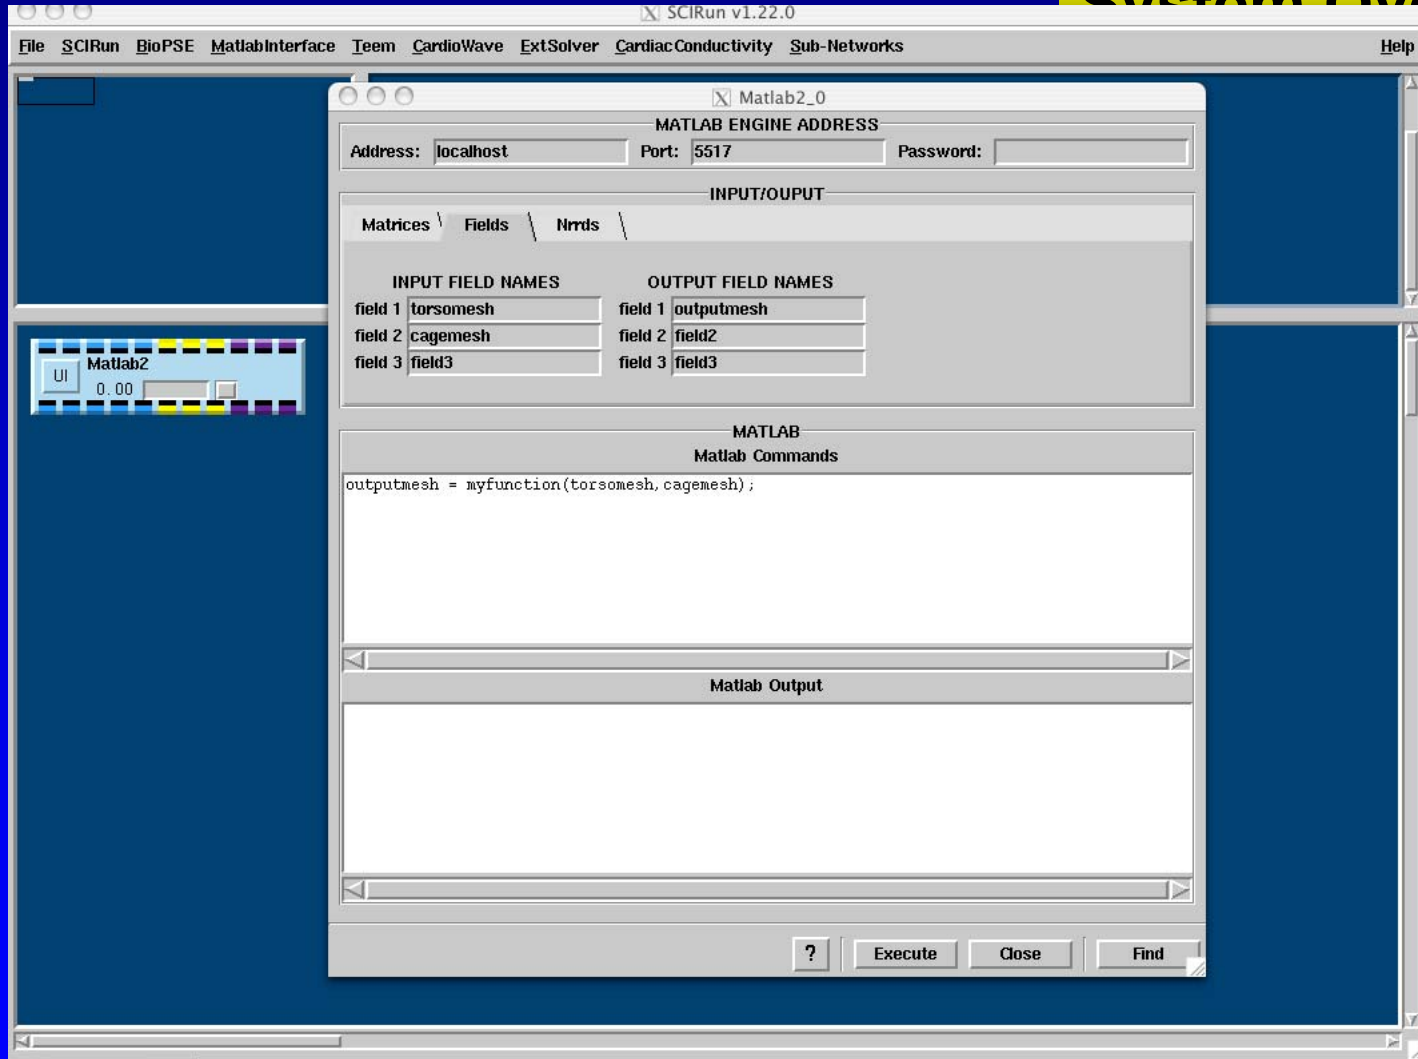 SCIRun v1.22.0
File SCIRun BioPSE MatlabInterface Teem CardioWave ExtSolver CardiacConductivity Sub-Networks Help
Matlab2_0
MATLAB ENGINE ADDRESS
Address: localhost Port: 5517 Password:
INPUT/OUPUT
Matrices Fields Nrrds
INPUT FIELD NAMES OUTPUT FIELD NAMES
field 1 torsomesh field 1 outputmesh
field 2 cagemesh field 2 field2
field 3 field3 field 3 field3
UI Matlab2
0.00
MATLAB
Matlab Commands
outputmesh = myfunction(torsomesh,cagemesh);
Matlab Output
? Execute Close Find